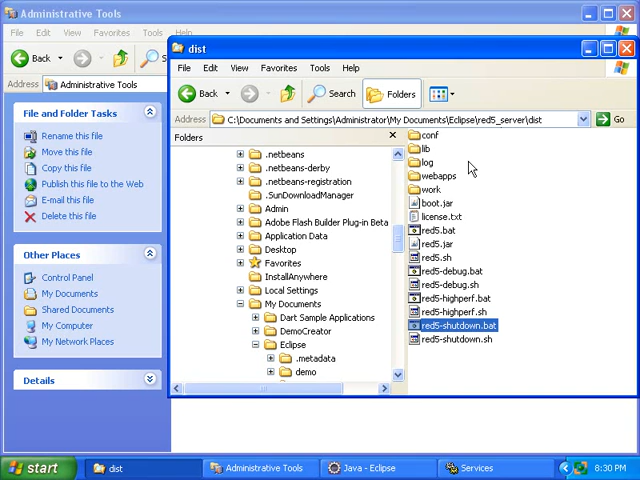 Administrative Tools
File Edit View Favorites Tools
Back
Address Administrative Tools
File and Folder Tasks
Rename this file
Move this file
Copy this file
Publish this file to the Web
E-mail this file
Delete this file
Other Places
Control Panel
My Documents
Shared Documents
My Computer
My Network Places
Details
dist
File Edit View Favorites Tools Help
Back Search Folders
Address C:\Documents and Settings\Administrator\My Documents\Eclipse\red5_server\dist Go
Folders
.netbeans
.netbeans-derby
.netbeans-registration
.SunDownloadManager
Admin
Adobe Flash Builder Plug-in Beta
Application Data
Desktop
Favorites
InstallAnywhere
Local Settings
My Documents
Dart Sample Applications
DemoCreator
Eclipse
.metadata
demo
conf
lib
log
webapps
work
boot.jar
license.txt
red5.bat
red5.jar
red5.sh
red5-debug.bat
red5-debug.sh
red5-highperf.bat
red5-highperf.sh
red5-shutdown.bat
red5-shutdown.sh
start dist Administrative Tools Java - Eclipse Services 8:30 PM